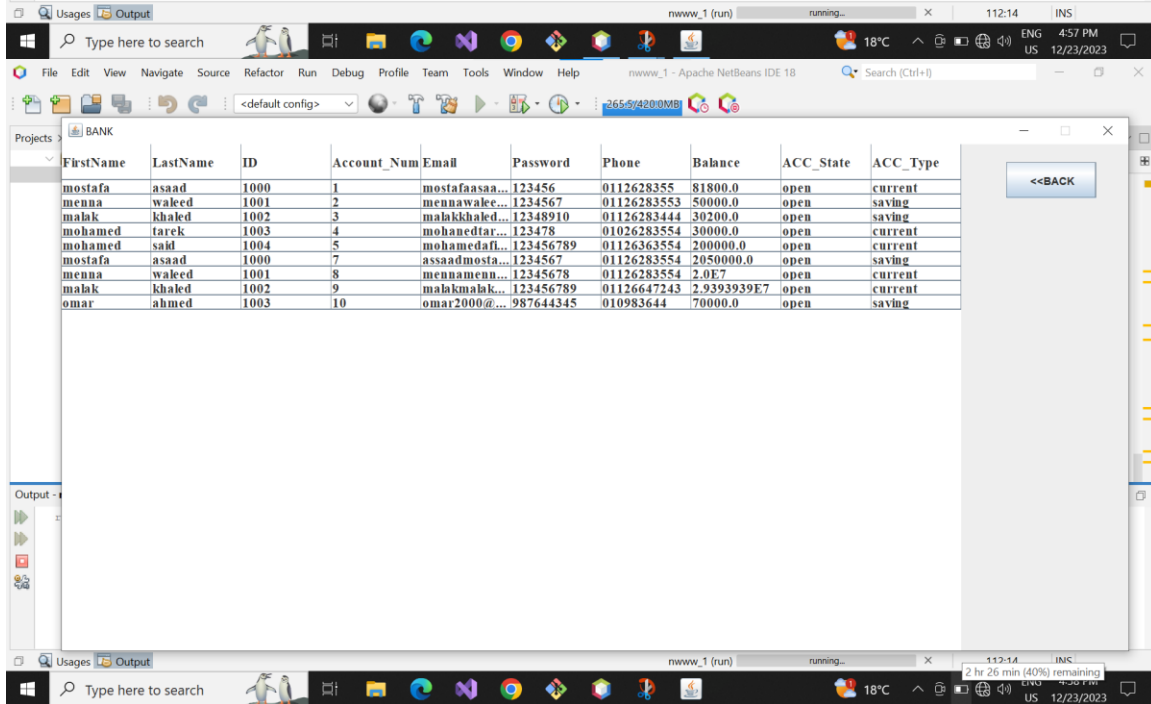 Usages Output nwww_1 (run) running... 112:14 INS
Type here to search 18°C ENG 4:57 PM
US 12/23/2023
File Edit View Navigate Source Refactor Run Debug Profile Team Tools Window Help nwww_1 - Apache NetBeans IDE 18 Search (Ctrl+I)
<default config> 265.5/420.0MB
Projects BANK
<<BACK
FirstName LastName ID Account_Num Email Password Phone Balance ACC_State ACC_Type
mostafa asaad 1000 1 mostafaasaa... 123456 0112628355 81800.0 open current
menna waleed 1001 2 mennawalee... 1234567 01126283553 50000.0 open saving
malak khaled 1002 3 malakkhaled... 12348910 01126283444 30200.0 open saving
mohamed tarek 1003 4 mohanedtar... 123478 01026283554 30000.0 open current
mohamed said 1004 5 mohamedafi... 123456789 01126363554 200000.0 open current
mostafa asaad 1000 7 assaadmosta... 1234567 01126283554 2050000.0 open saving
menna waleed 1001 8 mennamenn... 12345678 01126283554 2.0E7 open current
malak khaled 1002 9 malakmalak... 123456789 01126647243 2.9393939E7 open current
omar ahmed 1003 10 omar2000@... 987644345 010983644 70000.0 open saving
Output -
Usages Output nwww_1 (run) running... 112:14 INS
2 hr 26 min (40%) remaining
Type here to search 18°C ENG 4:58 PM
US 12/23/2023